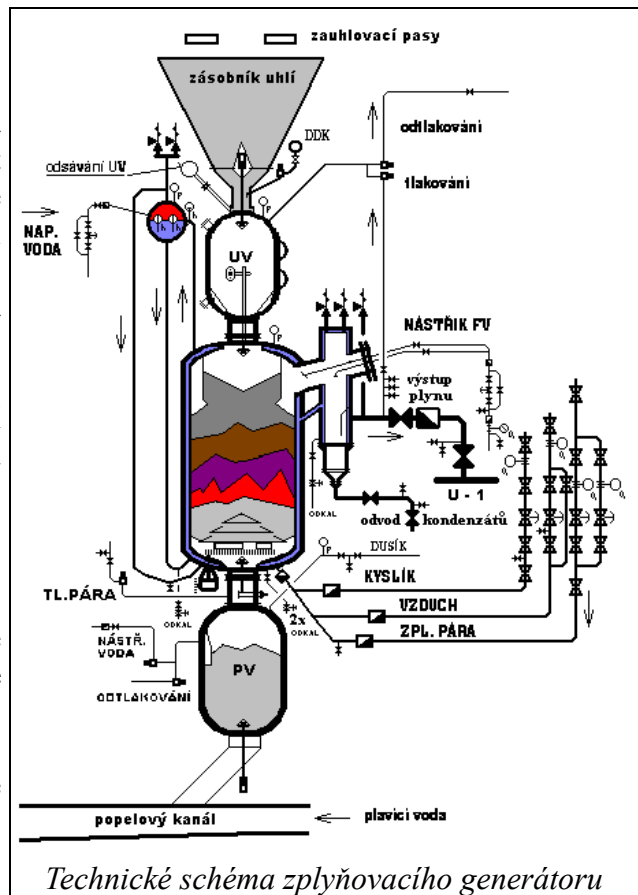 zauhlovací pasy
zásobník uhlí
DDK
odtlakování
odsávání UV
tlakování
NAP.
VODA
UV
NÁSTŘIK FV
výstup
plynu
U - 1
odvod kondenzátů
ODKAL
DUSÍK
KYSLÍK
TL.PÁRA
VZDUCH
ODKAL
2x
ODKAL
ZPL. PÁRA
NÁSTŘ.
VODA
PV
ODTLAKOVÁNÍ
popelový kanál
plavicí voda
Technické schéma zplyňovacího generátoru